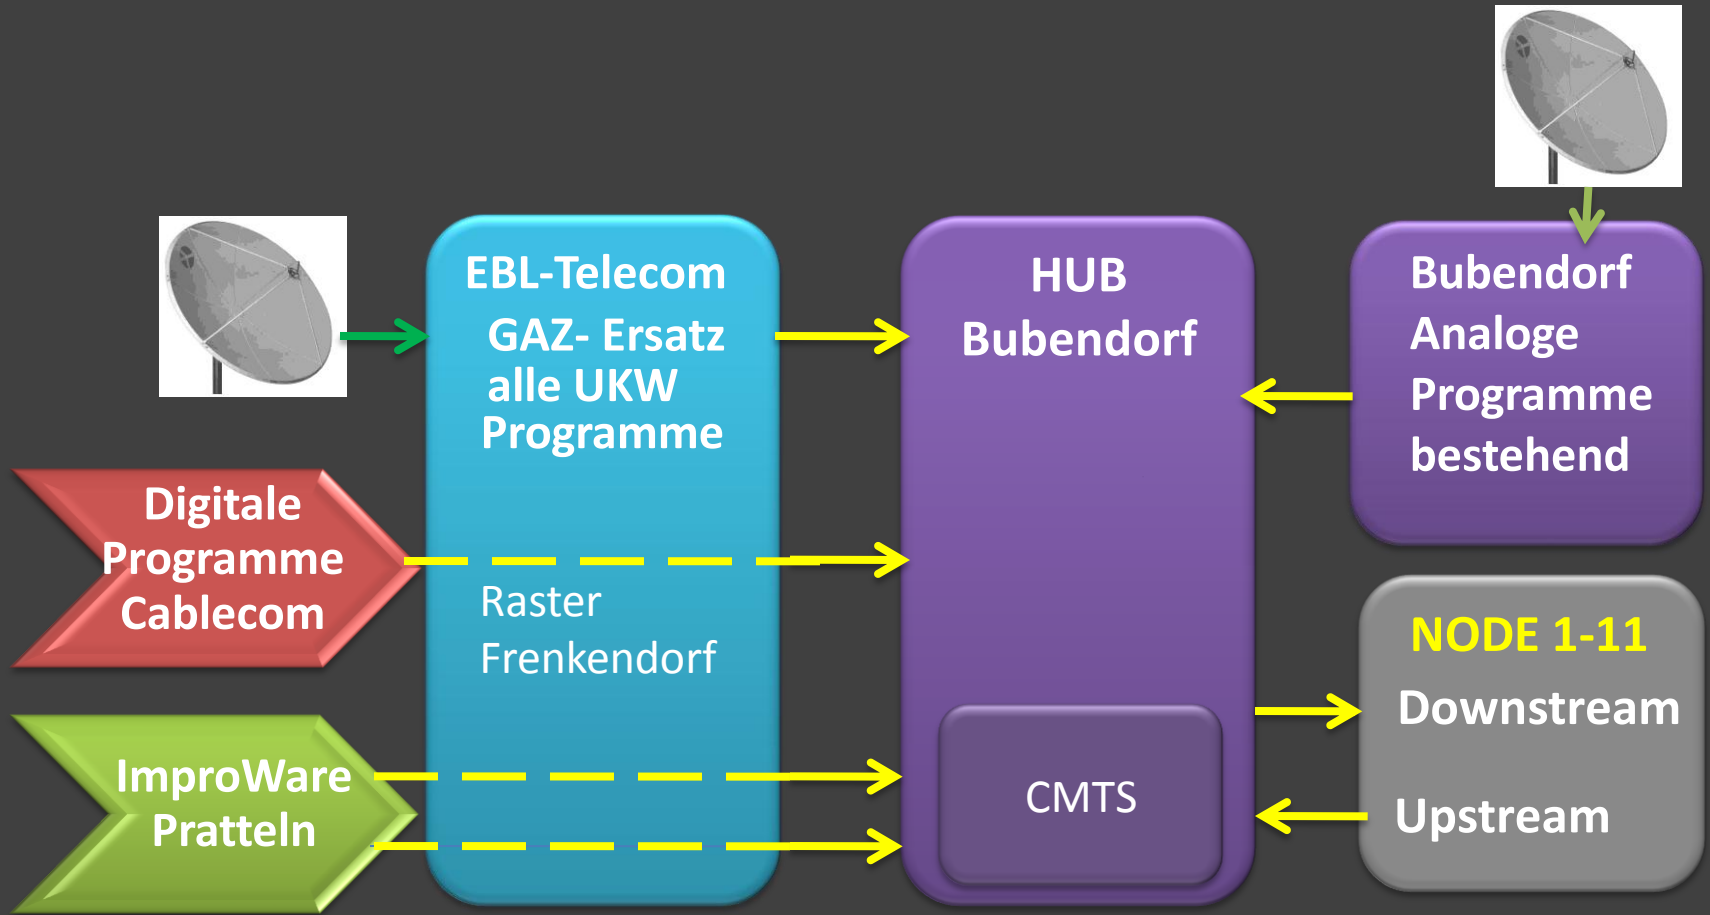 EBL-Telecom
GAZ- Ersatz
alle UKW
Programme
Raster
Frenkendorf
Digitale
Programme
Cablecom
ImproWare
Pratteln
HUB
Bubendorf
CMTS
Bubendorf
Analoge
Programme
bestehend
NODE 1-11
Downstream
Upstream